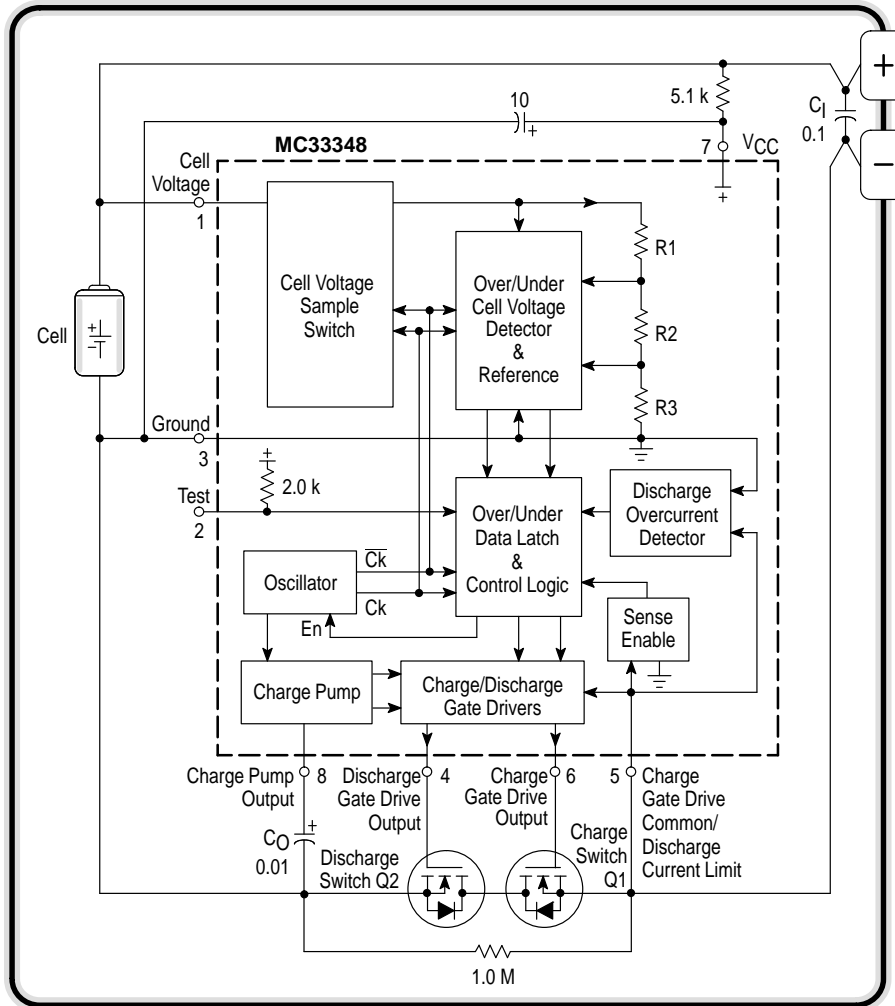 +
5.1 k
C_I
0.1
10
+
−
7
V_CC
+
MC33348
Cell
Voltage
1
R1
Cell Voltage
Sample
Switch
Over/Under
Cell Voltage
Detector
&
Reference
R2
Cell
+
−
R3
Ground
3
+
2.0 k
Test
2
Over/Under
Data Latch
&
Control Logic
Discharge
Overcurrent
Detector
Oscillator
C̅k̅
Ck
En
Sense
Enable
Charge Pump
Charge/Discharge
Gate Drivers
Charge Pump
Output
8
Discharge
Gate Drive
Output
4
Charge
Gate Drive
Output
6
5
Charge
Gate Drive
Common/
Discharge
Current Limit
C_O
0.01
+
Discharge
Switch Q2
Charge
Switch
Q1
1.0 M